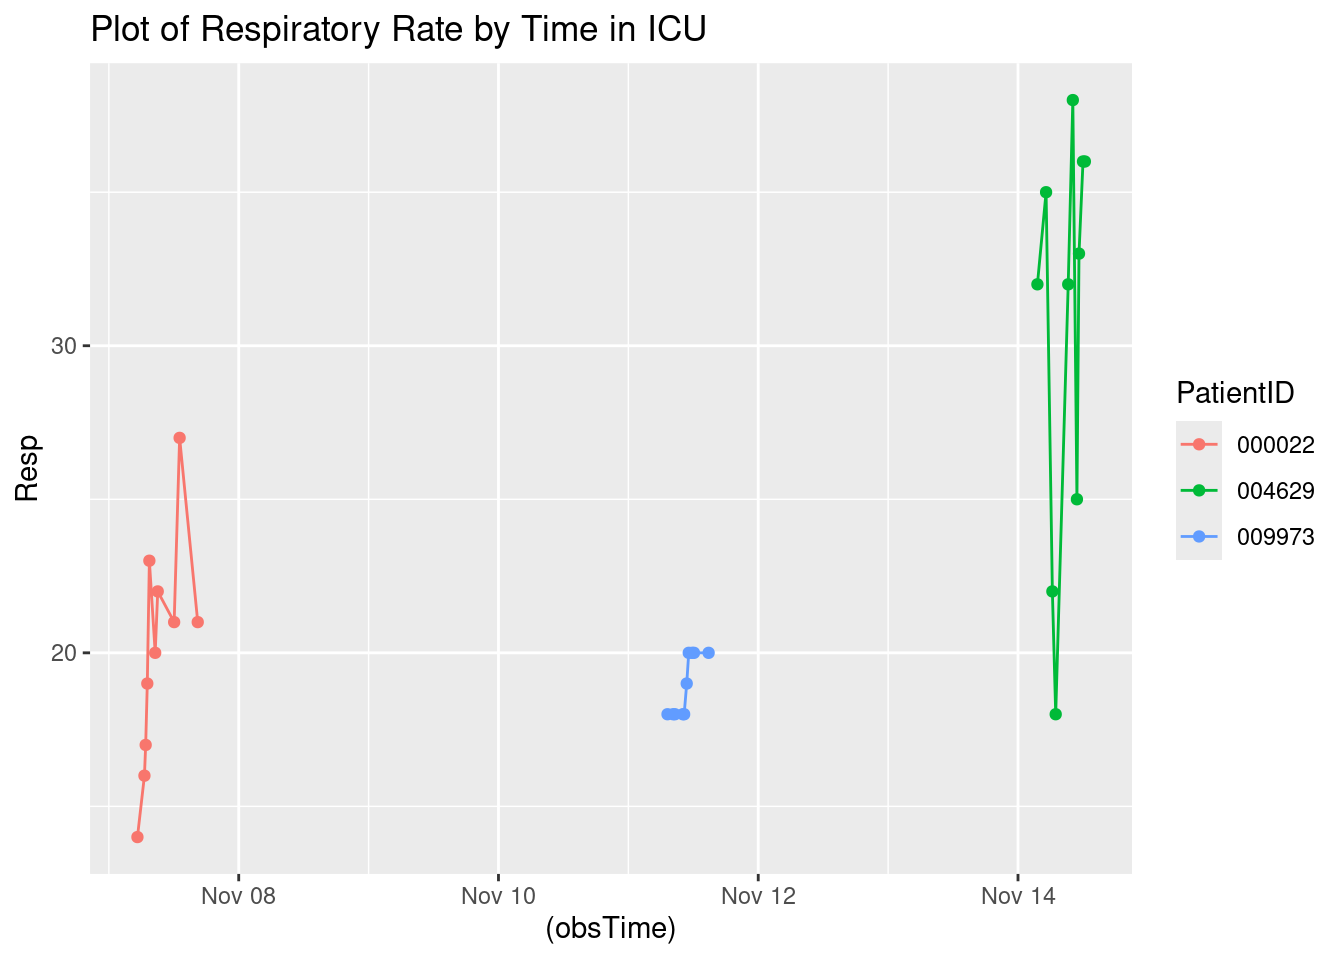 Plot of Respiratory Rate by Time in ICU
Resp
30
20
Nov 08
Nov 10
Nov 12
Nov 14
(obsTime)
PatientID
000022
004629
009973